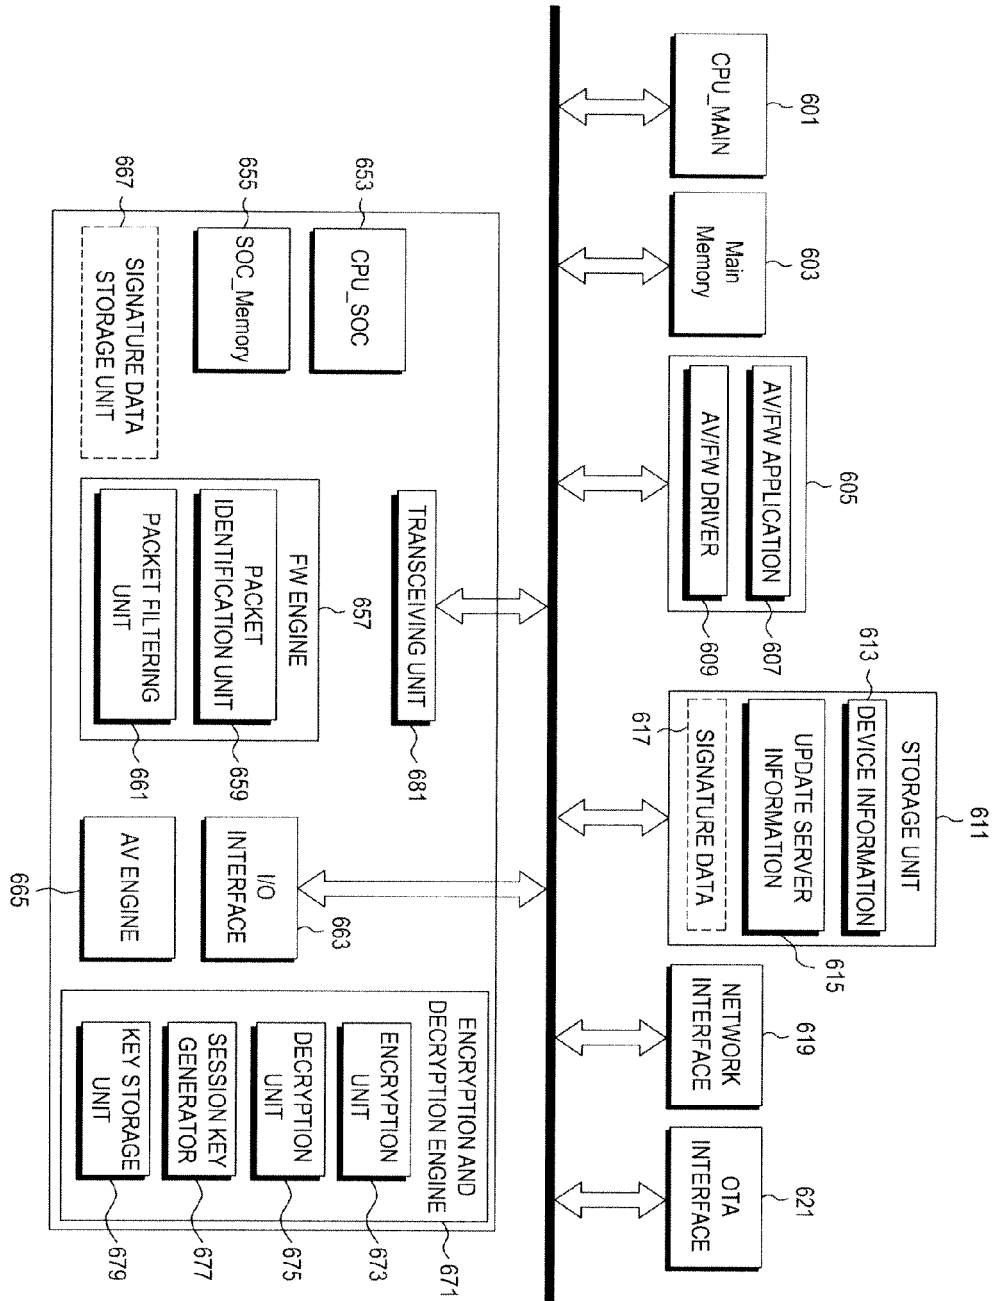 601
CPU_MAIN
603
Main
Memory
605
AV/FW APPLICATION
AV/FW DRIVER
607
609
611
STORAGE UNIT
613
DEVICE INFORMATION
UPDATE SERVER
INFORMATION
615
617
SIGNATURE DATA
619
NETWORK
INTERFACE
621
OTA
INTERFACE
653
CPU_SOC
655
SOC_Memory
667
SIGNATURE DATA
STORAGE UNIT
TRANSCEIVING UNIT
681
657
FW ENGINE
PACKET
IDENTIFICATION UNIT
659
PACKET FILTERING
UNIT
661
I/O
INTERFACE
663
AV ENGINE
665
ENCRYPTION AND
DECRYPTION ENGINE
671
ENCRYPTION UNIT
673
DECRYPTION
UNIT
675
SESSION KEY
GENERATOR
677
KEY STORAGE
UNIT
679